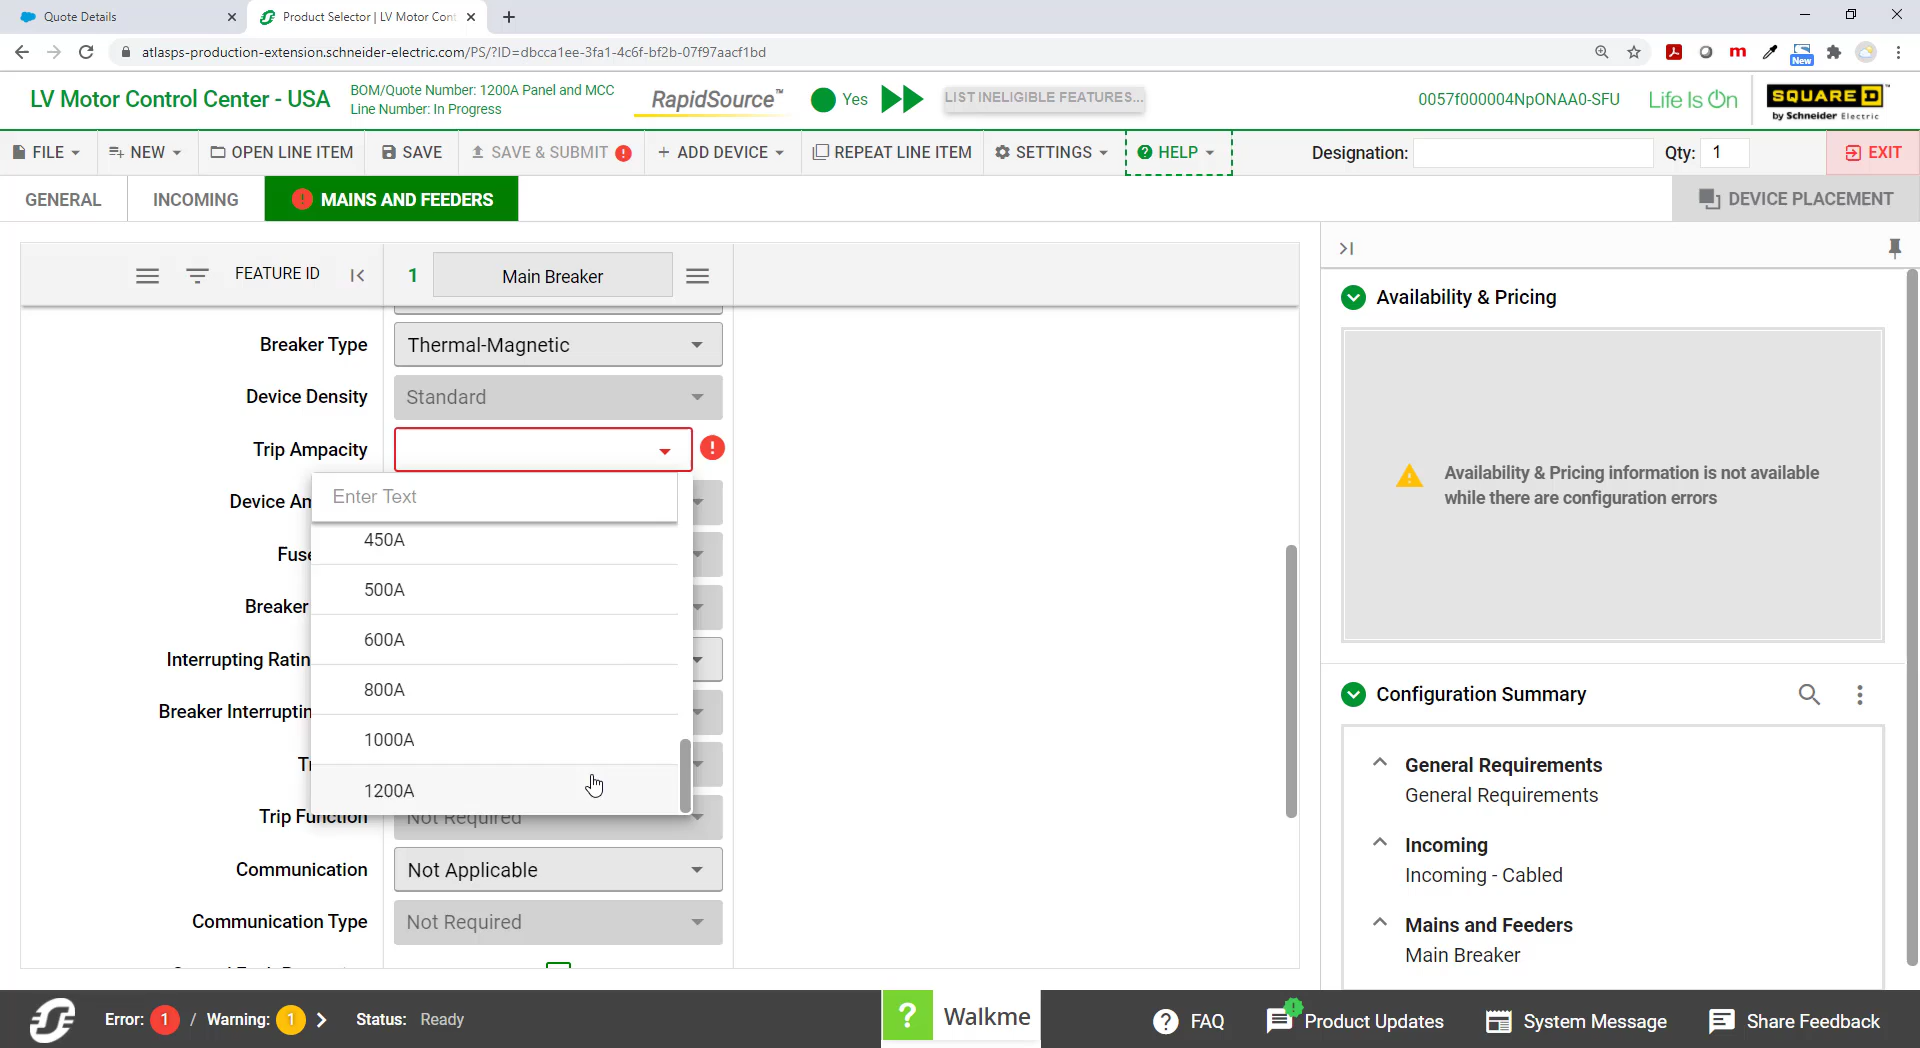 Quote Details
Product Selector | LV Motor Cont
atlasps-production-extension.schneider-electric.com/PS/?ID=dbcca1ee-3fa1-4c6f-bf2b-07f97aacf1bd
New
LV Motor Control Center - USA
BOM/Quote Number: 1200A Panel and MCC
Line Number: In Progress
RapidSource™
Yes
LIST INELIGIBLE FEATURES...
0057f000004NpONAA0-SFU
Life Is On
SQUARE D™
by Schneider Electric
FILE
NEW
OPEN LINE ITEM
SAVE
SAVE & SUBMIT
+ ADD DEVICE
REPEAT LINE ITEM
SETTINGS
HELP
Designation:
Qty: 1
EXIT
GENERAL
INCOMING
MAINS AND FEEDERS
DEVICE PLACEMENT
FEATURE ID
1
Main Breaker
Breaker Type
Thermal-Magnetic
Device Density
Standard
Trip Ampacity
Device Am
Enter Text
Fuse
450A
500A
Breaker
600A
Interrupting Ratin
800A
Breaker Interruptin
1000A
1200A
Trip Function
Not Required
Communication
Not Applicable
Communication Type
Not Required
Availability & Pricing
Availability & Pricing information is not available
while there are configuration errors
Configuration Summary
General Requirements
General Requirements
Incoming
Incoming - Cabled
Mains and Feeders
Main Breaker
Error: 1 / Warning: 1
Status: Ready
? Walkme
FAQ
Product Updates
System Message
Share Feedback